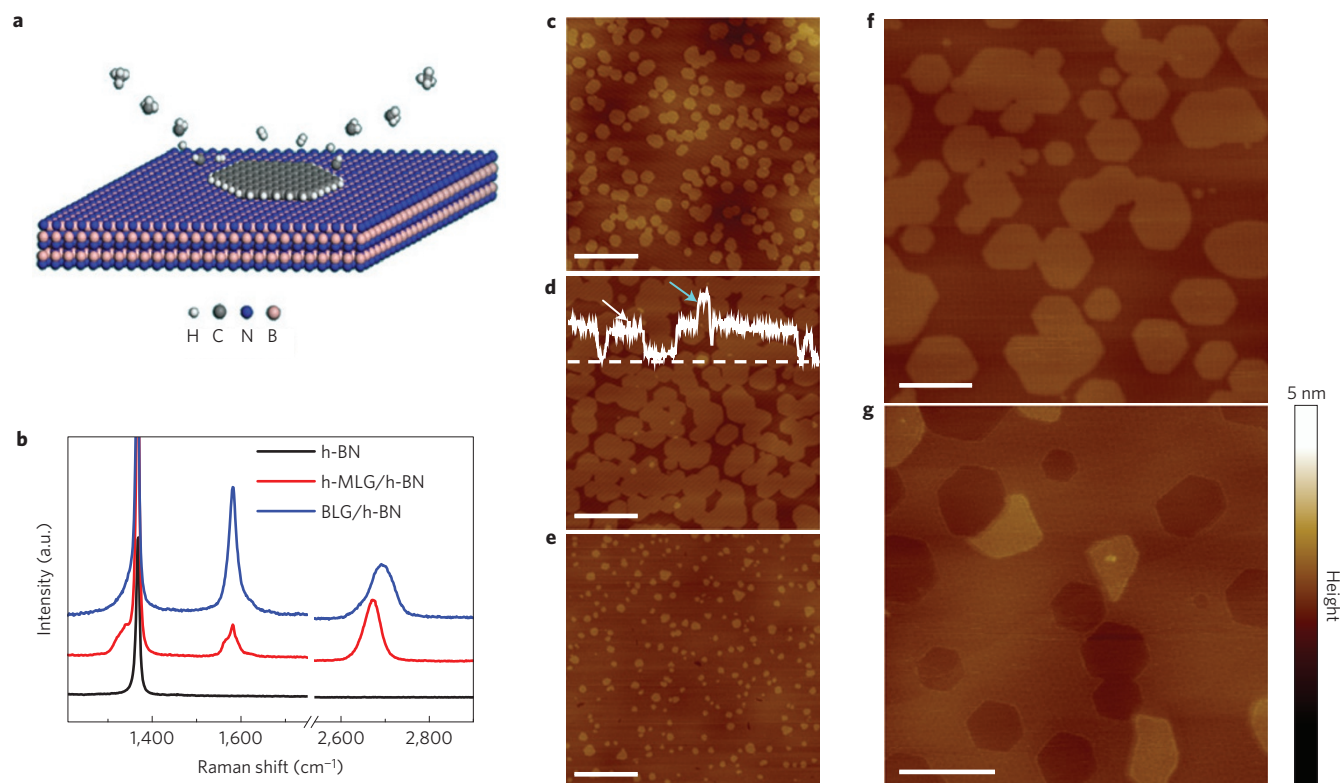 a
H C N B
b
h-BN
h-MLG/h-BN
BLG/h-BN
Intensity (a.u.)
1,400 1,600 2,600 2,800
Raman shift (cm⁻¹)
c
d
e
f
g
5 nm
Height